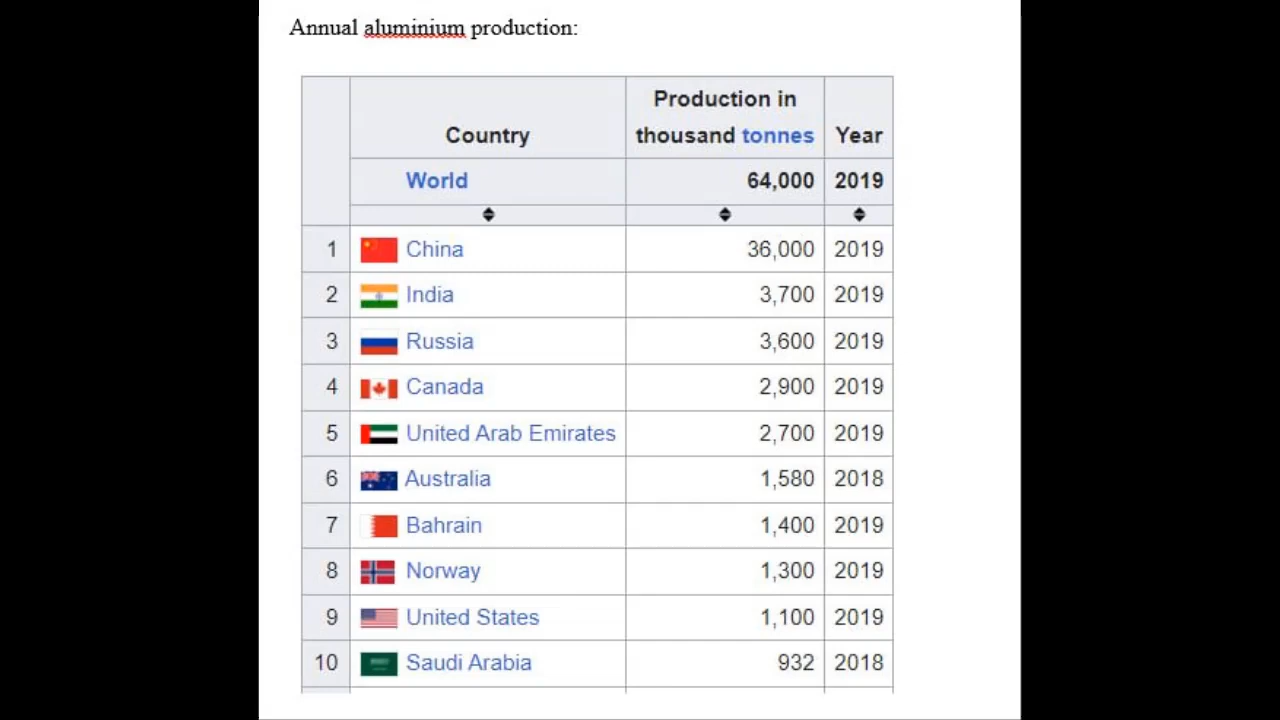 Annual aluminium production:
Country Production in thousand tonnes Year
World 64,000 2019
1 China 36,000 2019
2 India 3,700 2019
3 Russia 3,600 2019
4 Canada 2,900 2019
5 United Arab Emirates 2,700 2019
6 Australia 1,580 2018
7 Bahrain 1,400 2019
8 Norway 1,300 2019
9 United States 1,100 2019
10 Saudi Arabia 932 2018